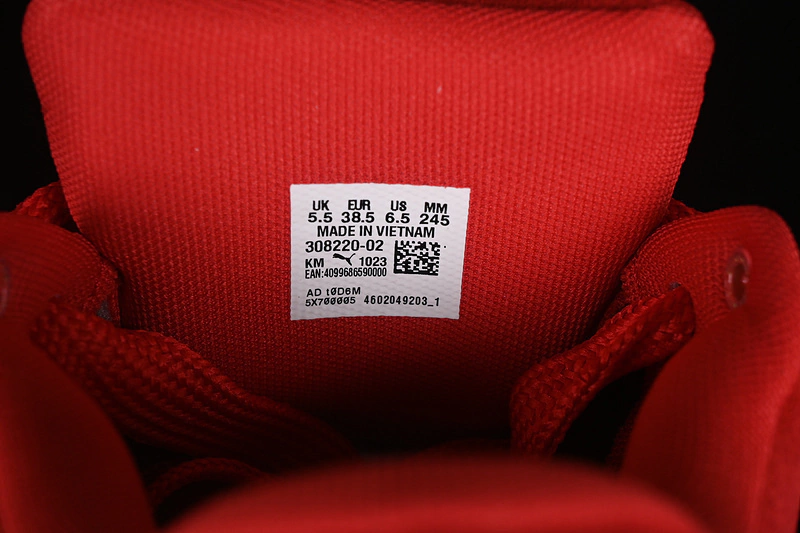 UK EUR US MM
5.5 38.5 6.5 245
MADE IN VIETNAM
308220-02
KM 1023
EAN:4099686590000
AD t0D6M
5X700005 4602049203_1